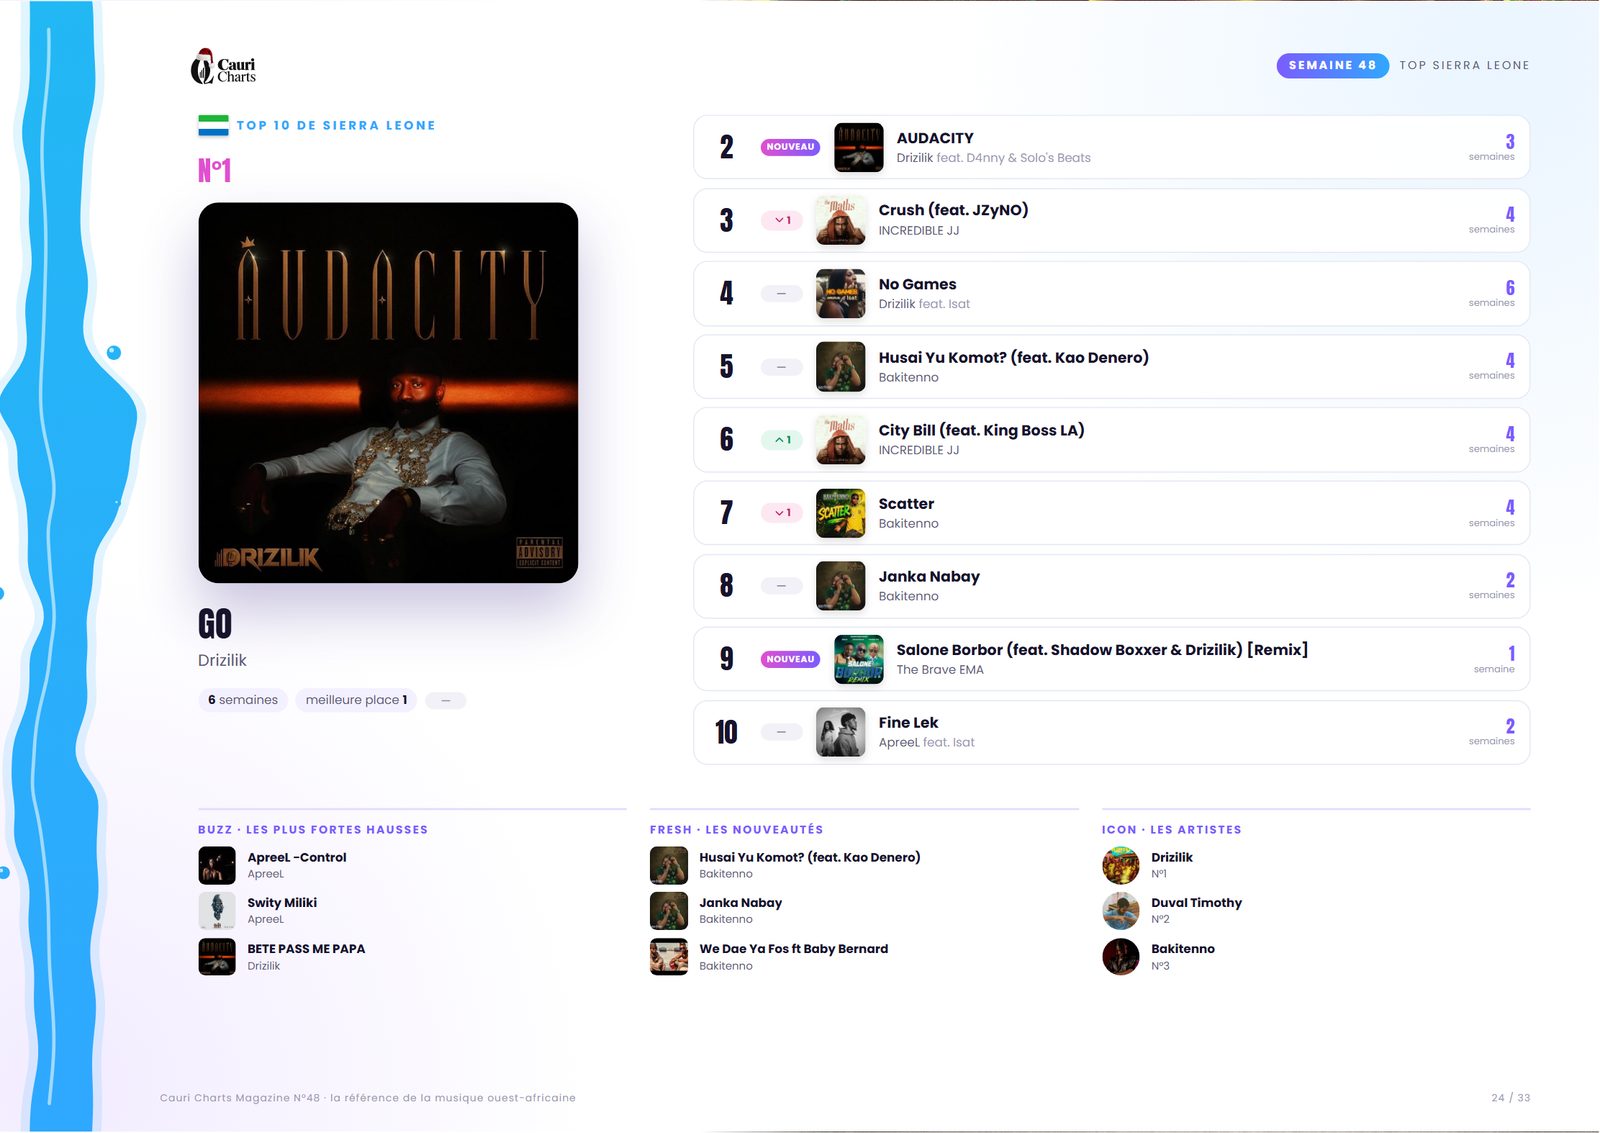 Cauri
Charts
SEMAINE 48 TOP SIERRA LEONE
TOP 10 DE SIERRA LEONE
N°1
AUDACITY
DRIZILIK
PARENTAL
ADVISORY
EXPLICIT CONTENT
GO
Drizilik
6 semaines meilleure place 1 —
2 NOUVEAU AUDACITY 3
Drizilik feat. D4nny & Solo's Beats semaines
3 1 Crush (feat. JZyNO) 4
INCREDIBLE JJ semaines
4 — No Games 6
Drizilik feat. Isat semaines
5 — Husai Yu Komot? (feat. Kao Denero) 4
Bakitenno semaines
6 1 City Bill (feat. King Boss LA) 4
INCREDIBLE JJ semaines
7 1 Scatter 4
Bakitenno semaines
8 — Janka Nabay 2
Bakitenno semaines
9 NOUVEAU Salone Borbor (feat. Shadow Boxxer & Drizilik) [Remix] 1
The Brave EMA semaine
10 — Fine Lek 2
ApreeL feat. Isat semaines
BUZZ · LES PLUS FORTES HAUSSES
ApreeL -Control
ApreeL
Swity Miliki
ApreeL
BETE PASS ME PAPA
Drizilik
FRESH · LES NOUVEAUTÉS
Husai Yu Komot? (feat. Kao Denero)
Bakitenno
Janka Nabay
Bakitenno
We Dae Ya Fos ft Baby Bernard
Bakitenno
ICON · LES ARTISTES
Drizilik
N°1
Duval Timothy
N°2
Bakitenno
N°3
Cauri Charts Magazine N°48 · la référence de la musique ouest-africaine
24 / 33